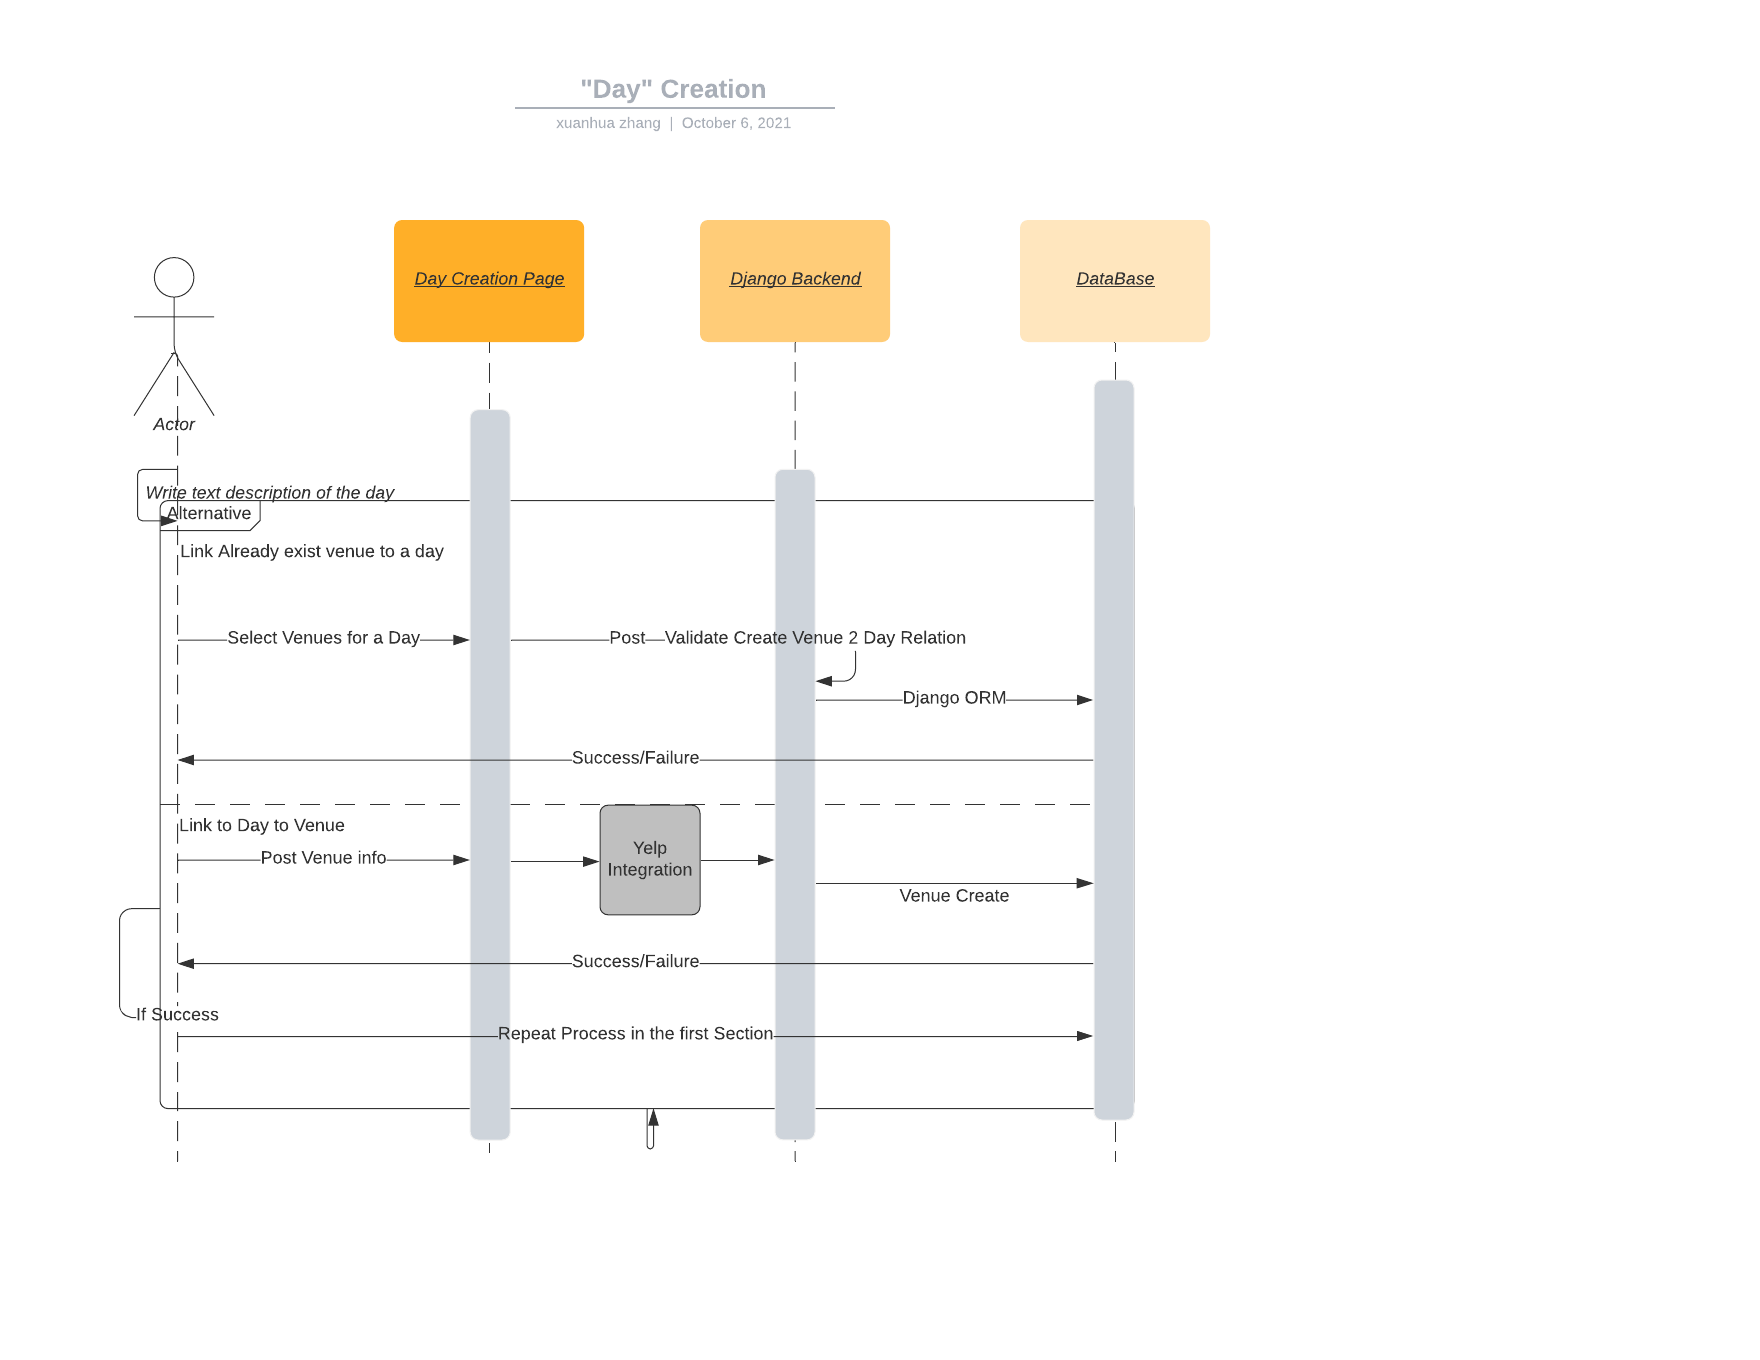 "Day" Creation
xuanhua zhang | October 6, 2021
Day Creation Page
Django Backend
DataBase
Actor
Write text description of the day
Alternative
Link Already exist venue to a day
Select Venues for a Day
Post
Validate Create Venue 2 Day Relation
Django ORM
Success/Failure
Link to Day to Venue
Yelp
Integration
Post Venue info
Venue Create
Success/Failure
If Success
Repeat Process in the first Section